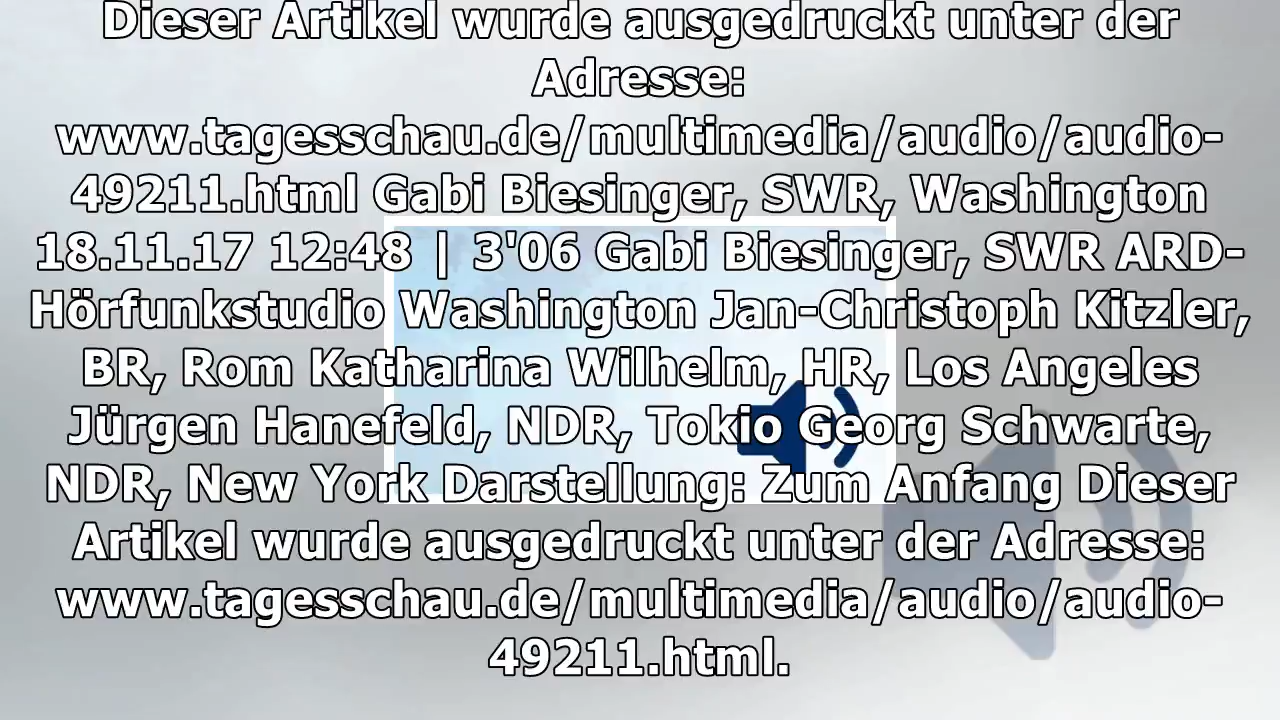 Dieser Artikel wurde ausgedruckt unter der
Adresse:
www.tagesschau.de/multimedia/audio/audio-
49211.html Gabi Biesinger, SWR, Washington
18.11.17 12:48 | 3'06 Gabi Biesinger, SWR ARD-
Hörfunkstudio Washington Jan-Christoph Kitzler,
BR, Rom Katharina Wilhelm, HR, Los Angeles
Jürgen Hanefeld, NDR, Tokio Georg Schwarte,
NDR, New York Darstellung: Zum Anfang Dieser
Artikel wurde ausgedruckt unter der Adresse:
www.tagesschau.de/multimedia/audio/audio-
49211.html.